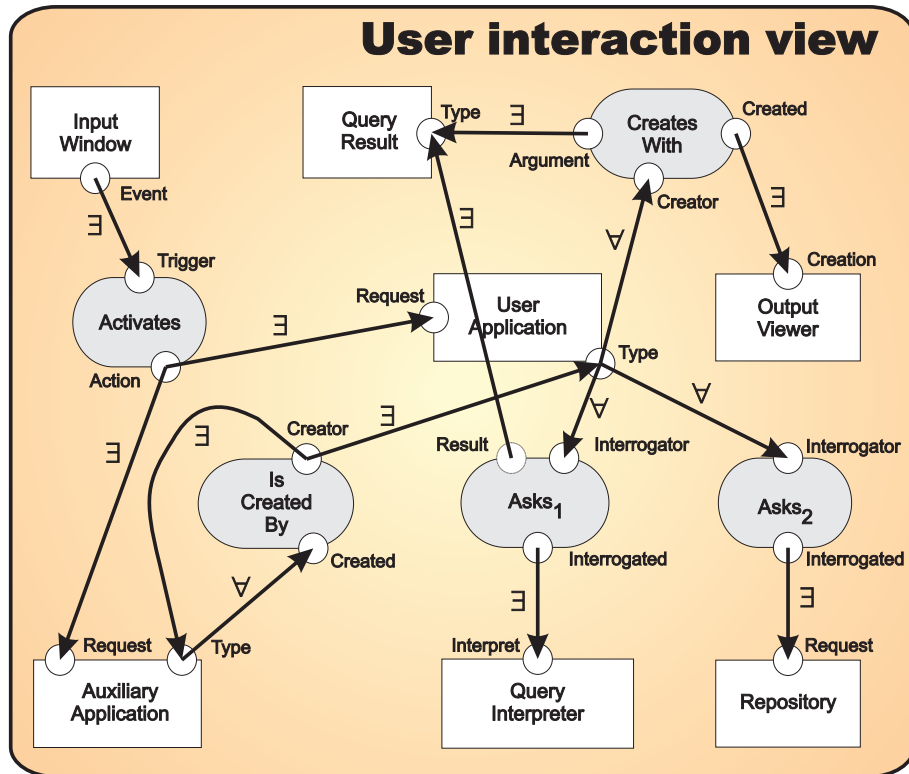 User interaction view
Input
Window
Event
Ǝ
Trigger
Activates
Action
Ǝ
Ǝ
Query
Result
Type
Ǝ
Argument
Creates
With
Created
Creator
Ǝ
Creation
Output
Viewer
Ǝ
∀
Request
User
Application
Type
Ǝ
∀
∀
Creator
Ǝ
Is
Created
By
Created
∀
Result
Interrogator
Asks1
Interrogated
Ǝ
Interrogator
Asks2
Interrogated
Ǝ
Request
Type
Auxiliary
Application
Interpret
Query
Interpreter
Request
Repository